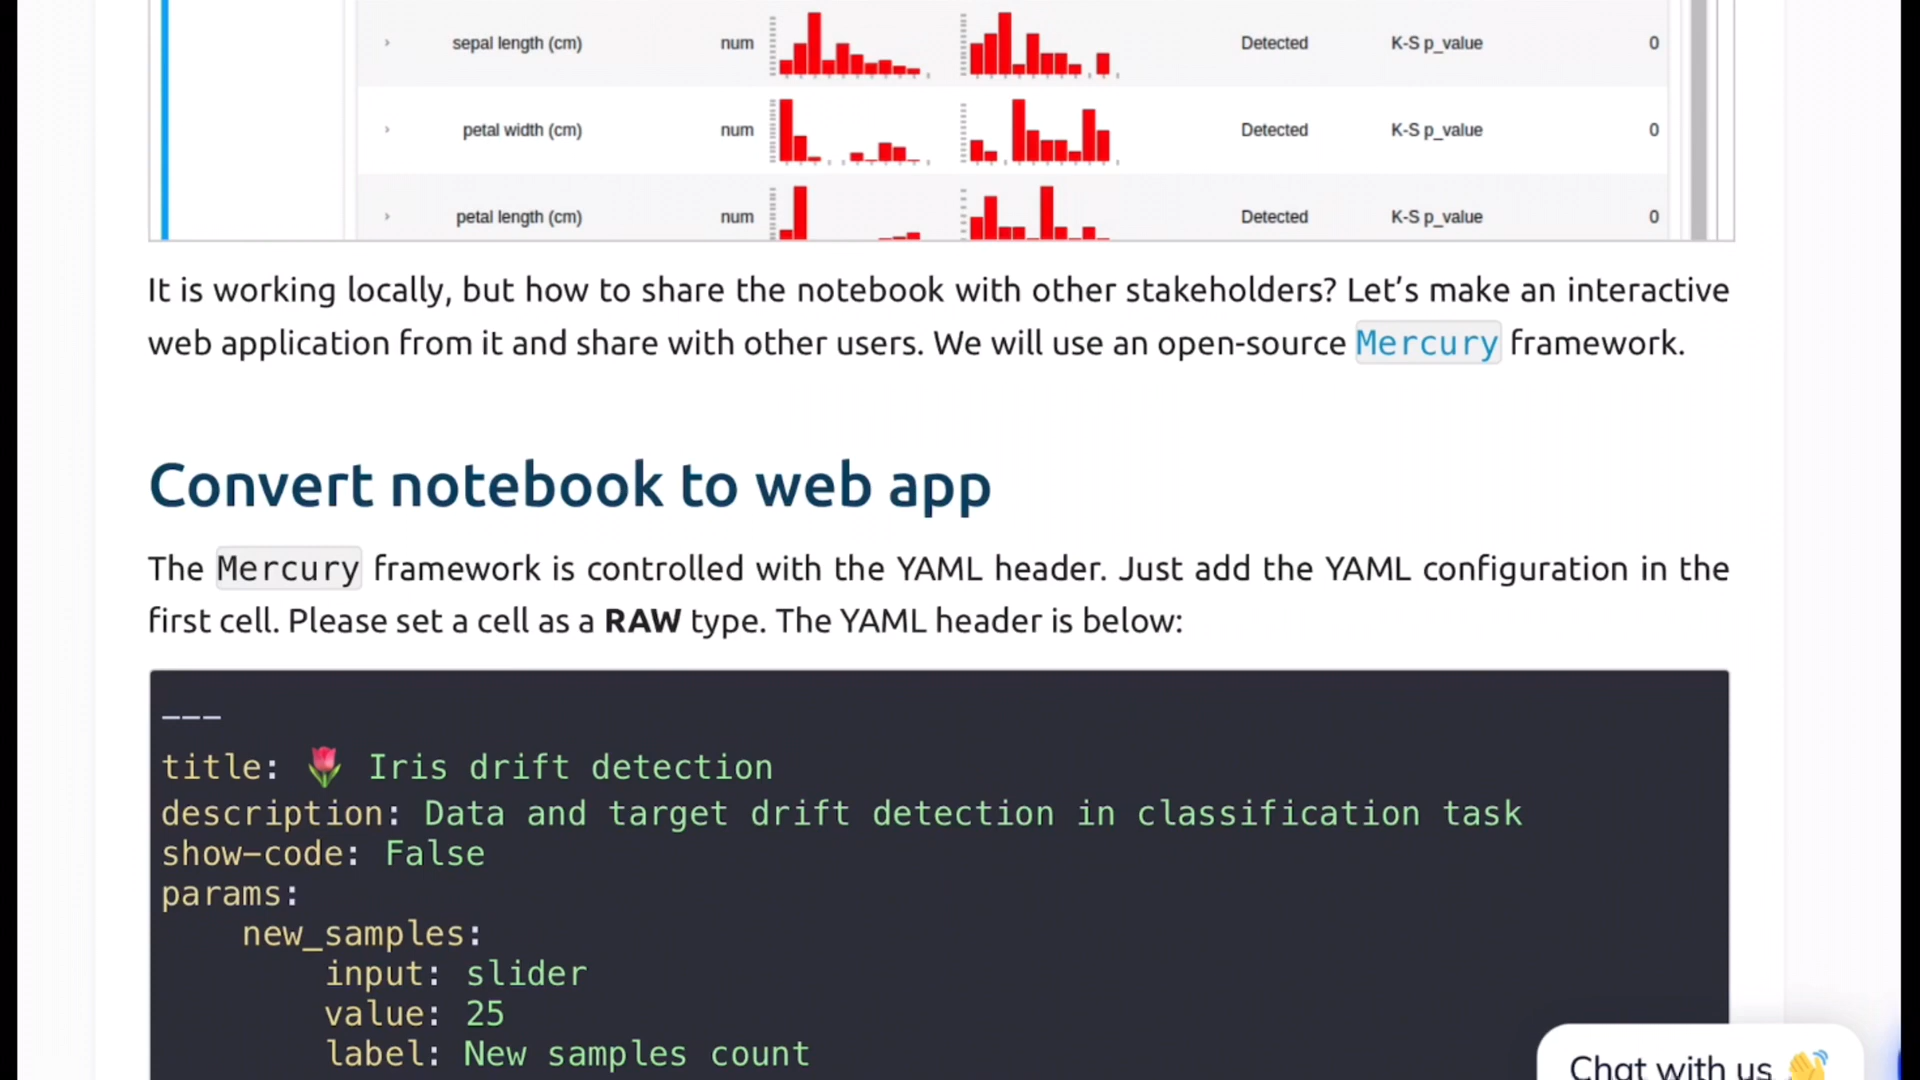 sepal length (cm) num Detected K-S p_value 0
petal width (cm) num Detected K-S p_value 0
petal length (cm) num Detected K-S p_value 0
It is working locally, but how to share the notebook with other stakeholders? Let’s make an interactive
web application from it and share with other users. We will use an open-source Mercury framework.
Convert notebook to web app
The Mercury framework is controlled with the YAML header. Just add the YAML configuration in the
first cell. Please set a cell as a RAW type. The YAML header is below:
---
title: 🌷 Iris drift detection
description: Data and target drift detection in classification task
show-code: False
params:
    new_samples:
        input: slider
        value: 25
        label: New samples count
Chat with us 👋